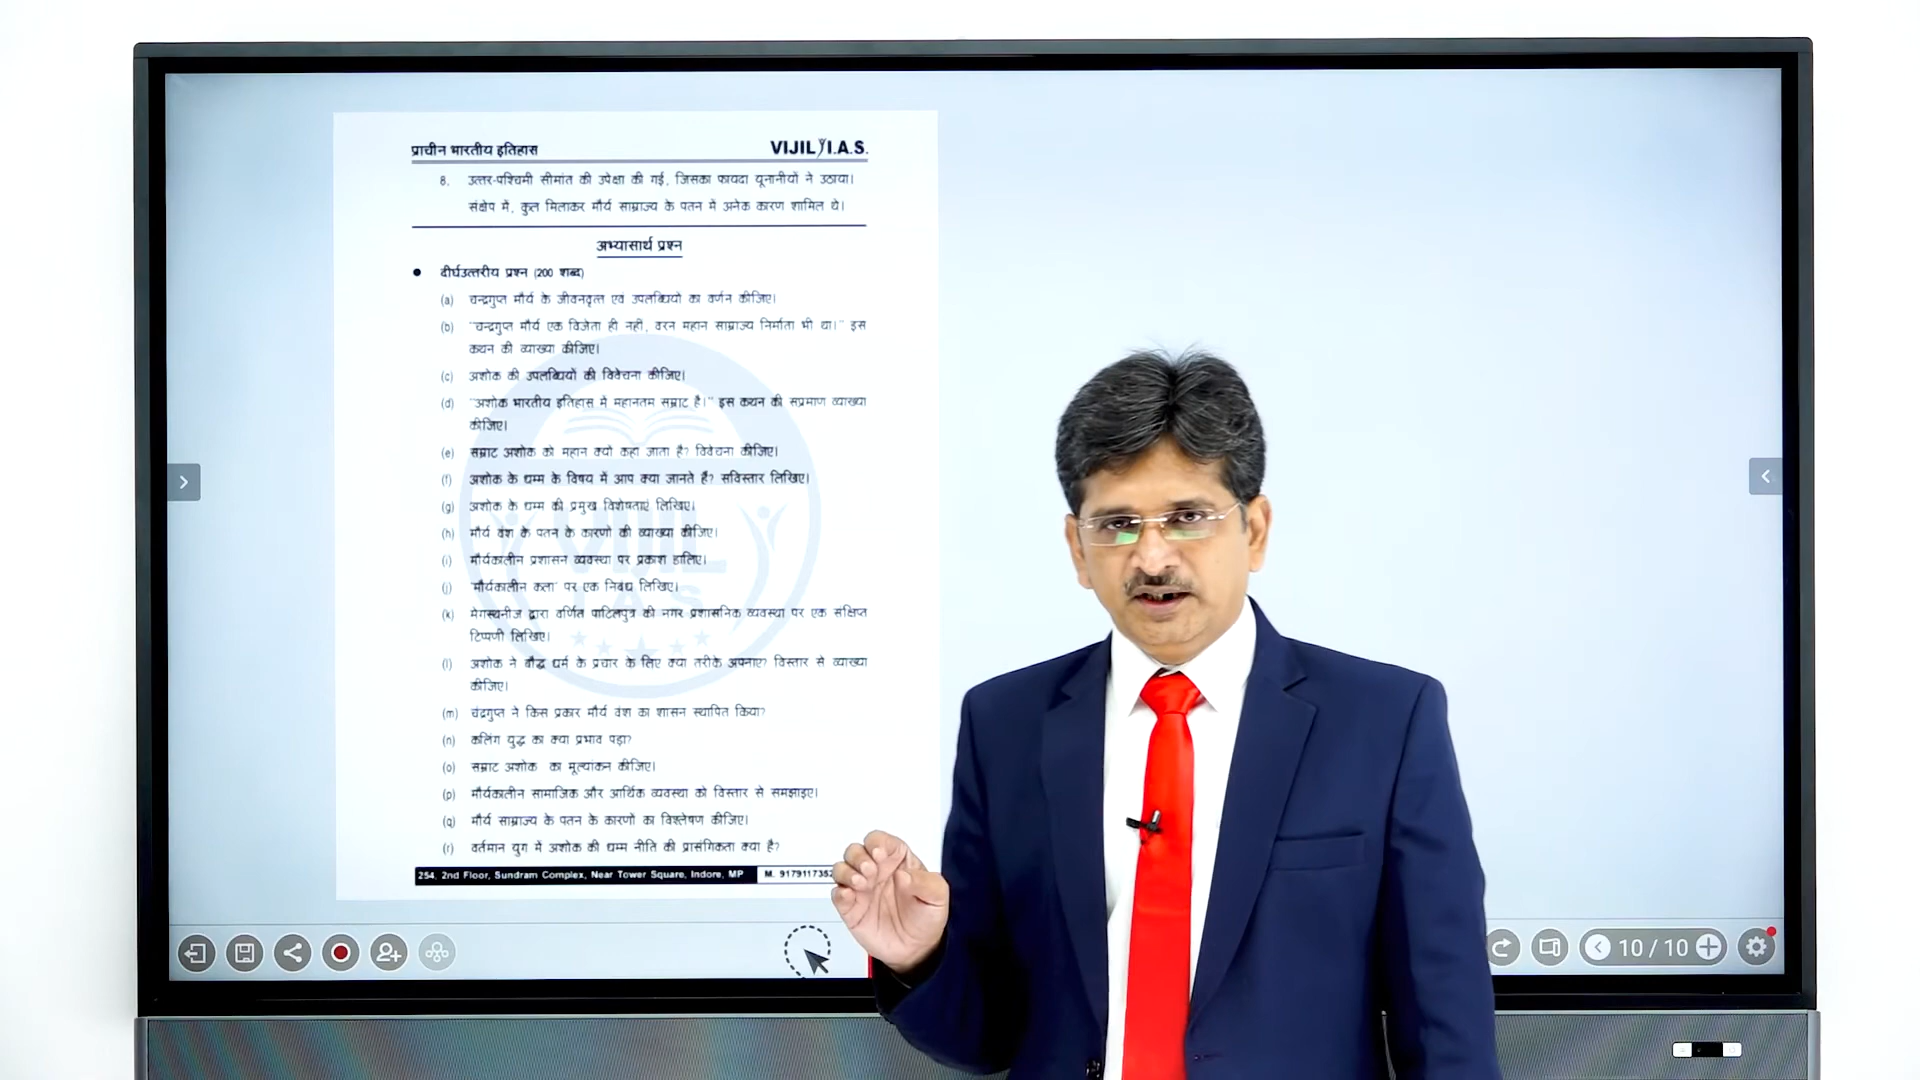 प्राचीन भारतीय इतिहास VIJIL I.A.S.
8. उत्तर-पश्चिमी सीमांत की उपेक्षा की गई, जिसका फायदा यूनानीयों ने उठाया।
संक्षेप में, कुल मिलाकर मौर्य साम्राज्य के पतन में अनेक कारण शामिल थे।
अभ्यासार्थ प्रश्न
● दीर्घउत्तरीय प्रश्न (200 शब्द)
(a) चन्द्रगुप्त मौर्य के जीवनवृत्त एवं उपलब्धियों का वर्णन कीजिए।
(b) "चन्द्रगुप्त मौर्य एक विजेता ही नहीं, वरन महान साम्राज्य निर्माता भी था।" इस
कथन की व्याख्या कीजिए।
(c) अशोक की उपलब्धियों की विवेचना कीजिए।
(d) "अशोक भारतीय इतिहास में महानतम सम्राट है।" इस कथन की सप्रमाण व्याख्या
कीजिए।
(e) सम्राट अशोक को महान क्यों कहा जाता है? विवेचना कीजिए।
(f) अशोक के धम्म के विषय में आप क्या जानते हैं? सविस्तार लिखिए।
(g) अशोक के धम्म की प्रमुख विशेषताएं लिखिए।
(h) मौर्य वंश के पतन के कारणों की व्याख्या कीजिए।
(i) मौर्यकालीन प्रशासन व्यवस्था पर प्रकाश डालिए।
(j) 'मौर्यकालीन कला' पर एक निबंध लिखिए।
(k) मेगस्थनीज द्वारा वर्णित पाटिलपुत्र की नगर प्रशासनिक व्यवस्था पर एक संक्षिप्त
टिप्पणी लिखिए।
(l) अशोक ने बौद्ध धर्म के प्रचार के लिए क्या तरीके अपनाए? विस्तार से व्याख्या
कीजिए।
(m) चंद्रगुप्त ने किस प्रकार मौर्य वंश का शासन स्थापित किया?
(n) कलिंग युद्ध का क्या प्रभाव पड़ा?
(o) सम्राट अशोक का मूल्यांकन कीजिए।
(p) मौर्यकालीन सामाजिक और आर्थिक व्यवस्था को विस्तार से समझाइए।
(q) मौर्य साम्राज्य के पतन के कारणों का विश्लेषण कीजिए।
(r) वर्तमान युग में अशोक की धम्म नीति की प्रासंगिकता क्या है?
254, 2nd Floor, Sundram Complex, Near Tower Square, Indore, MP M.
10 / 10